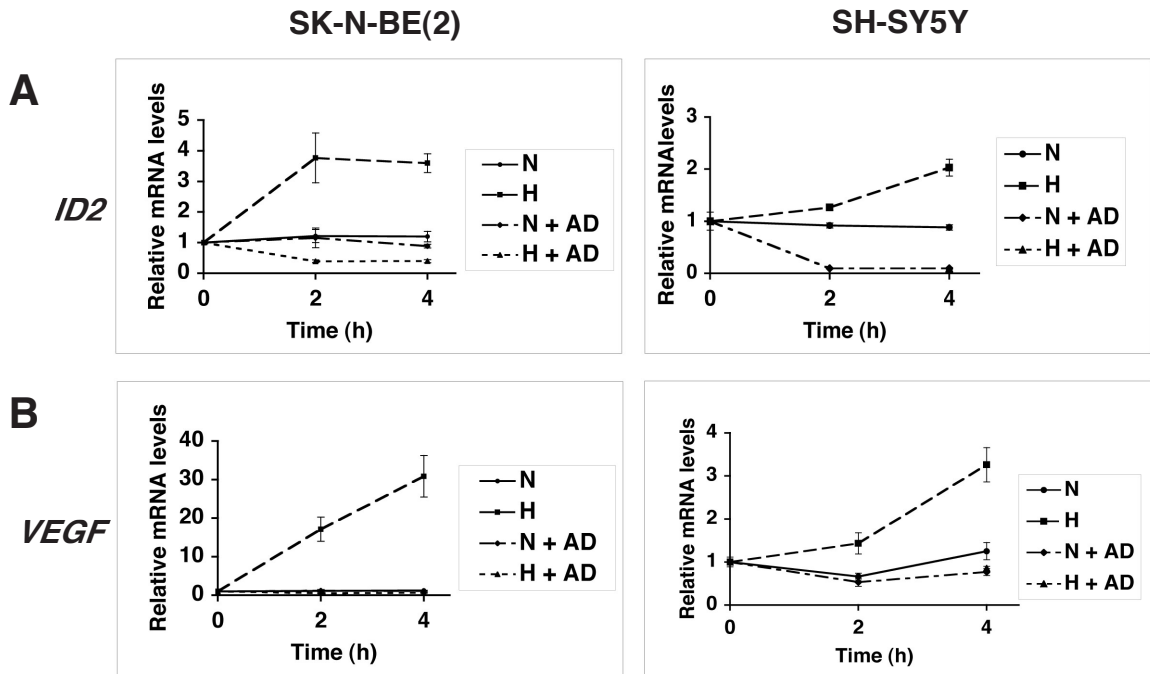 SK-N-BE(2)
SH-SY5Y
A
ID2
Relative mRNA levels
5
4
3
2
1
0
0 2 4
Time (h)
N
H
N + AD
H + AD
Relative mRNAlevels
3
2
1
0
0 2 4
Time (h)
N
H
N + AD
H + AD
B
VEGF
Relative mRNA levels
40
30
20
10
0
0 2 4
Time (h)
N
H
N + AD
H + AD
Relative mRNA levels
4
3
2
1
0
0 2 4
Time (h)
N
H
N + AD
H + AD